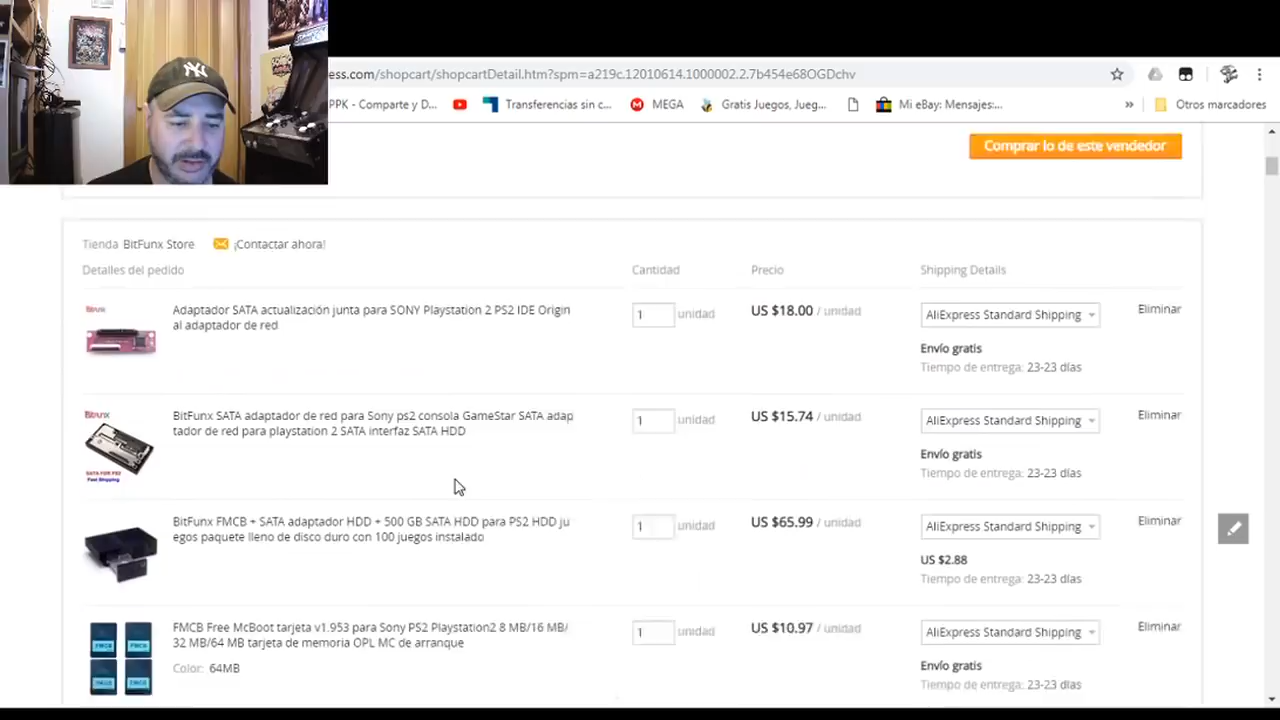 ess.com/shopcart/shopcartDetail.htm?spm=a219c.12010614.1000002.2.7b454e68OGDchv
PPK - Comparte y D...
Transferencias sin c...
MEGA
Gratis Juegos, Jueg...
Mi eBay: Mensajes:...
»
Otros marcadores
Comprar lo de este vendedor
Tienda BitFunx Store
¡Contactar ahora!
Detalles del pedido
Cantidad
Precio
Shipping Details
BitFunx
Adaptador SATA actualización junta para SONY Playstation 2 PS2 IDE Origin
al adaptador de red
1 unidad
US $18.00 / unidad
AliExpress Standard Shipping
Eliminar
Envío gratis
Tiempo de entrega: 23-23 días
BitFunx
SATA FOR PS2
Fast Shipping
BitFunx SATA adaptador de red para Sony ps2 consola GameStar SATA adap
tador de red para playstation 2 SATA interfaz SATA HDD
1 unidad
US $15.74 / unidad
AliExpress Standard Shipping
Eliminar
Envío gratis
Tiempo de entrega: 23-23 días
BitFunx FMCB + SATA adaptador HDD + 500 GB SATA HDD para PS2 HDD ju
egos paquete lleno de disco duro con 100 juegos instalado
1 unidad
US $65.99 / unidad
AliExpress Standard Shipping
Eliminar
US $2.88
Tiempo de entrega: 23-23 días
FMCB Free McBoot tarjeta v1.953 para Sony PS2 Playstation2 8 MB/16 MB/
32 MB/64 MB tarjeta de memoria OPL MC de arranque
Color: 64MB
1 unidad
US $10.97 / unidad
AliExpress Standard Shipping
Eliminar
Envío gratis
Tiempo de entrega: 23-23 días